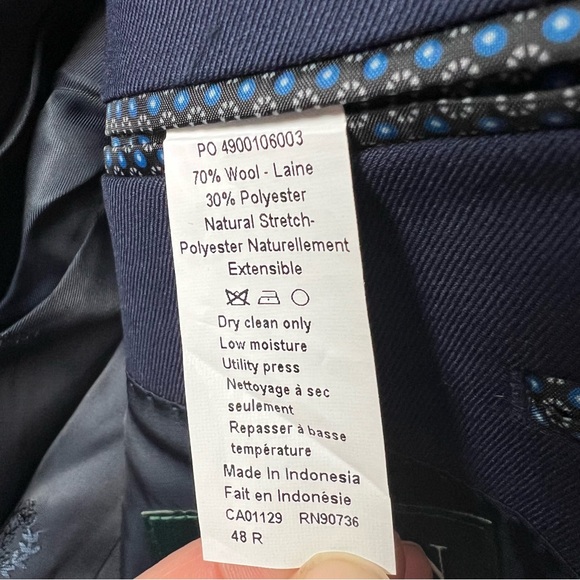 PO 4900106003
70% Wool - Laine
30% Polyester
Natural Stretch-
Polyester Naturellement
Extensible
Dry clean only
Low moisture
Utility press
Nettoyage à sec
seulement
Repasser à basse
température
Made In Indonesia
Fait en Indonésie
CA01129 RN90736
48 R